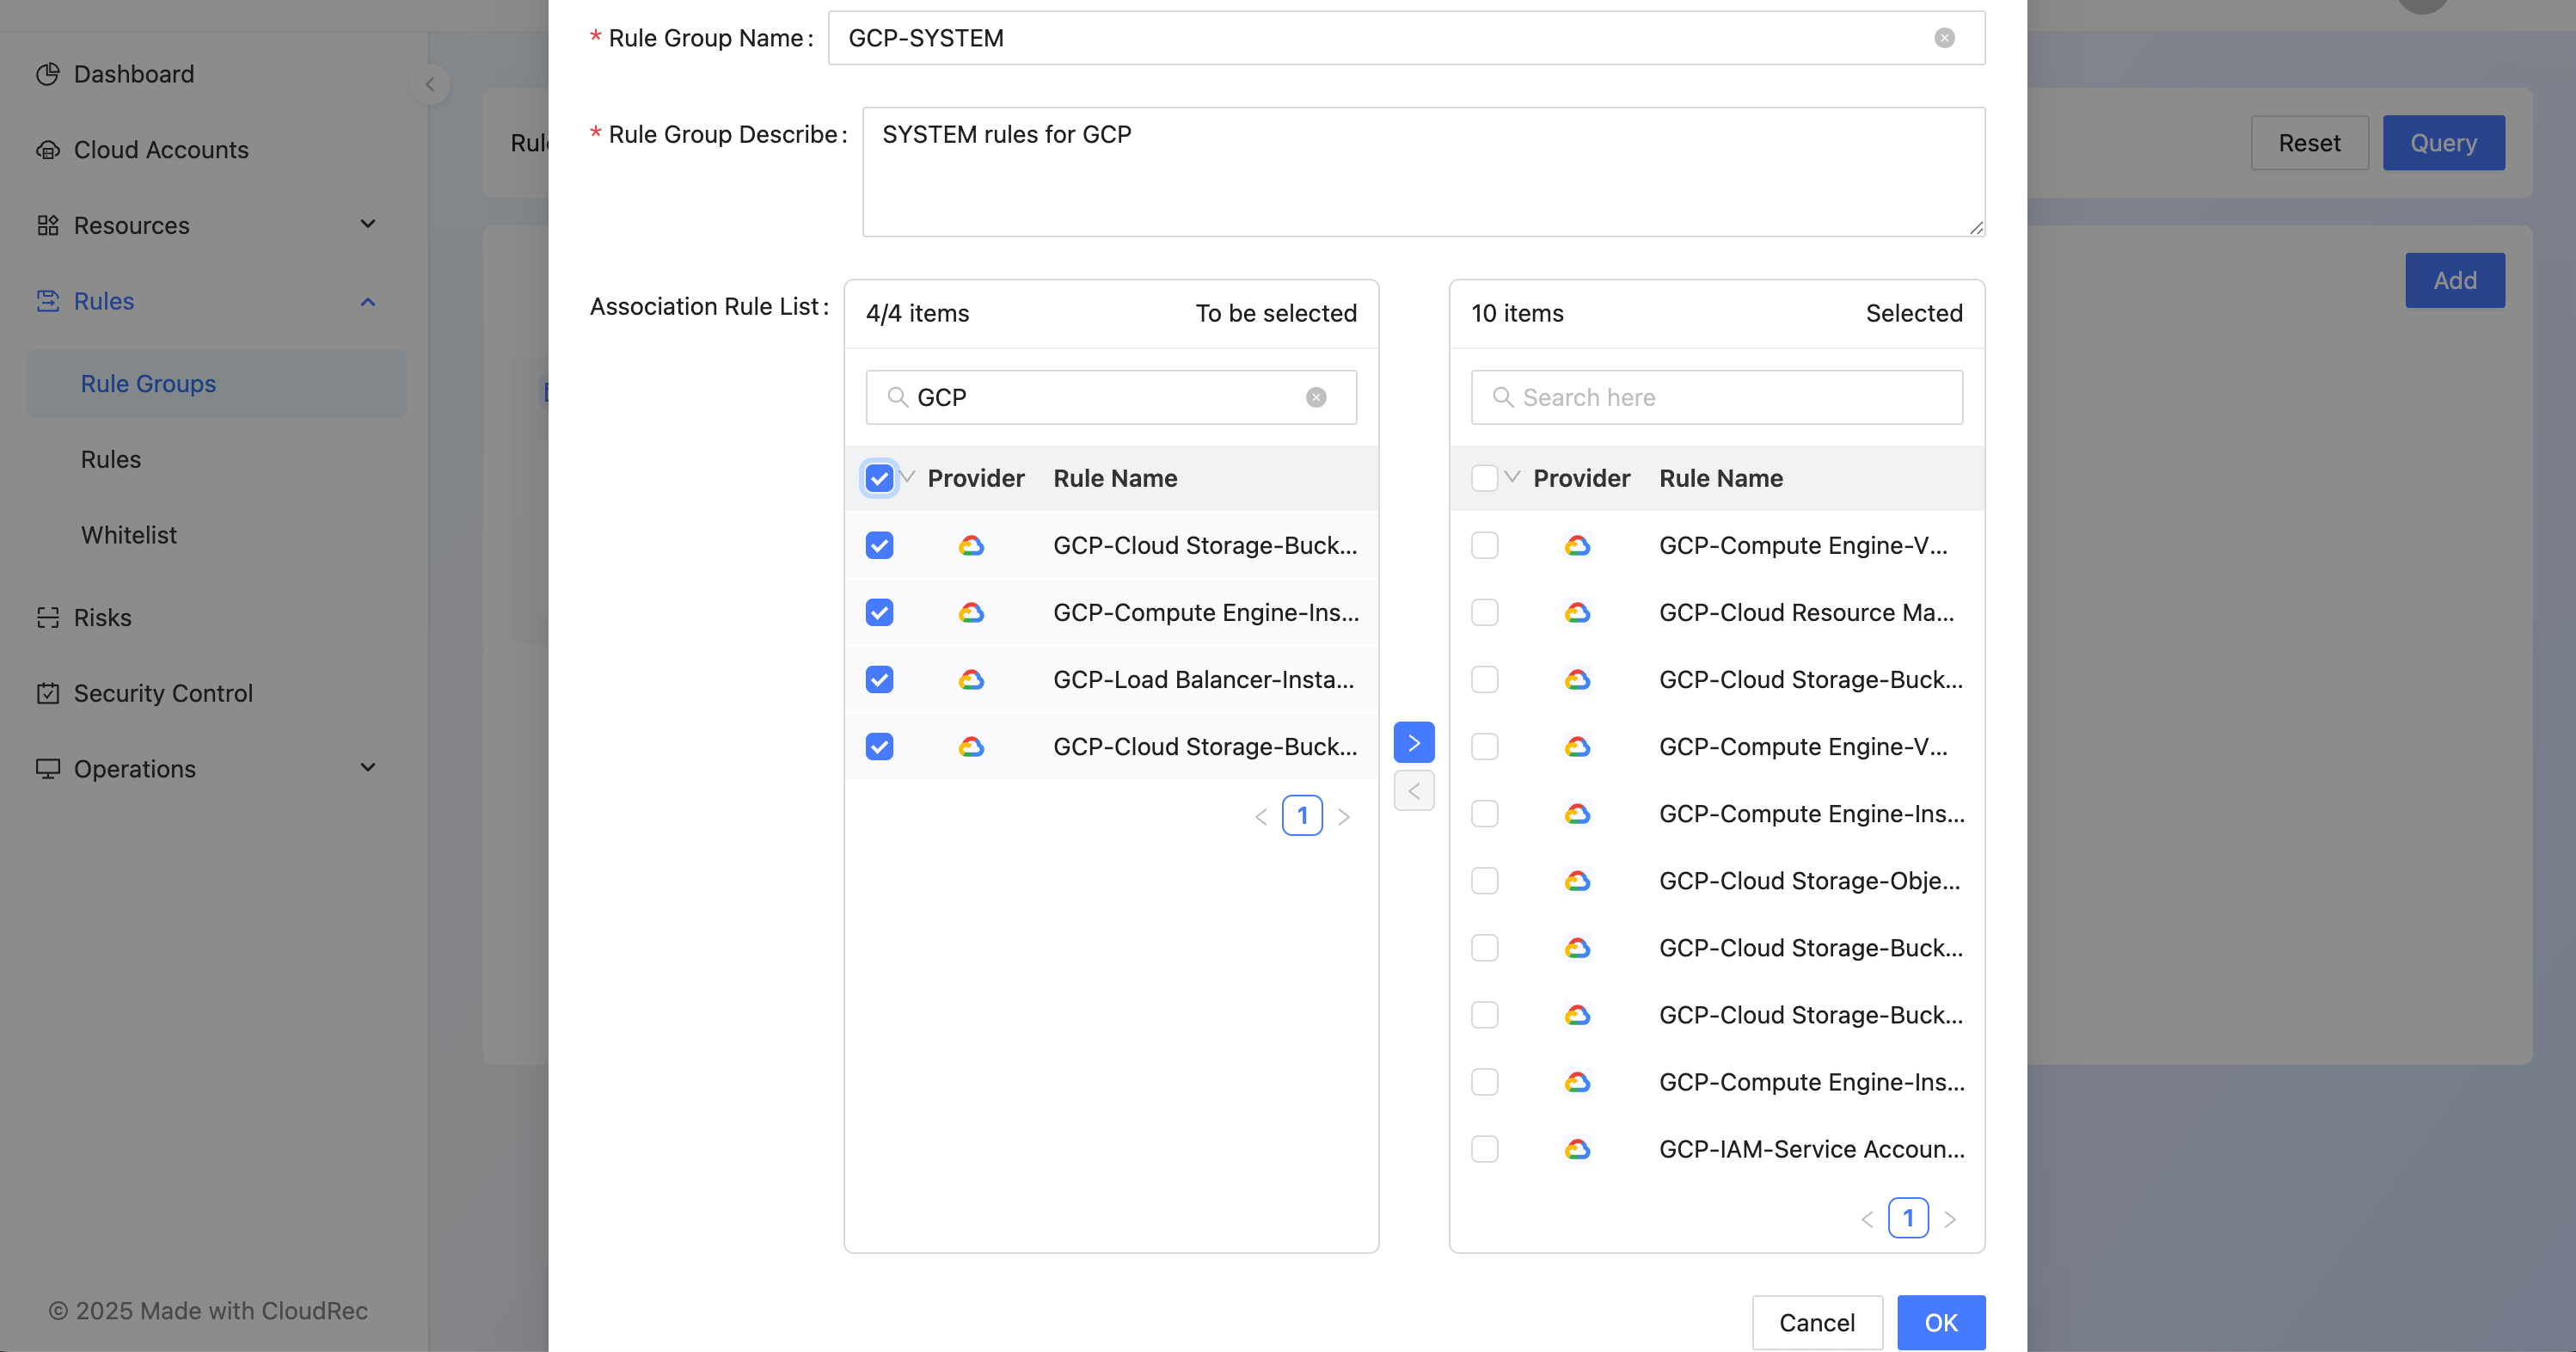 Dashboard
Cloud Accounts
Resources
Rules
Rule Groups
Rules
Whitelist
Risks
Security Control
Operations
© 2025 Made with CloudRec
Reset
Query
Add
* Rule Group Name :
GCP-SYSTEM
* Rule Group Describe :
SYSTEM rules for GCP
Association Rule List :
4/4 items To be selected
GCP
Provider Rule Name
GCP-Cloud Storage-Buck...
GCP-Compute Engine-Ins...
GCP-Load Balancer-Insta...
GCP-Cloud Storage-Buck...
1
10 items Selected
Search here
Provider Rule Name
GCP-Compute Engine-V...
GCP-Cloud Resource Ma...
GCP-Cloud Storage-Buck...
GCP-Compute Engine-V...
GCP-Compute Engine-Ins...
GCP-Cloud Storage-Obje...
GCP-Cloud Storage-Buck...
GCP-Cloud Storage-Buck...
GCP-Compute Engine-Ins...
GCP-IAM-Service Accoun...
1
Cancel
OK